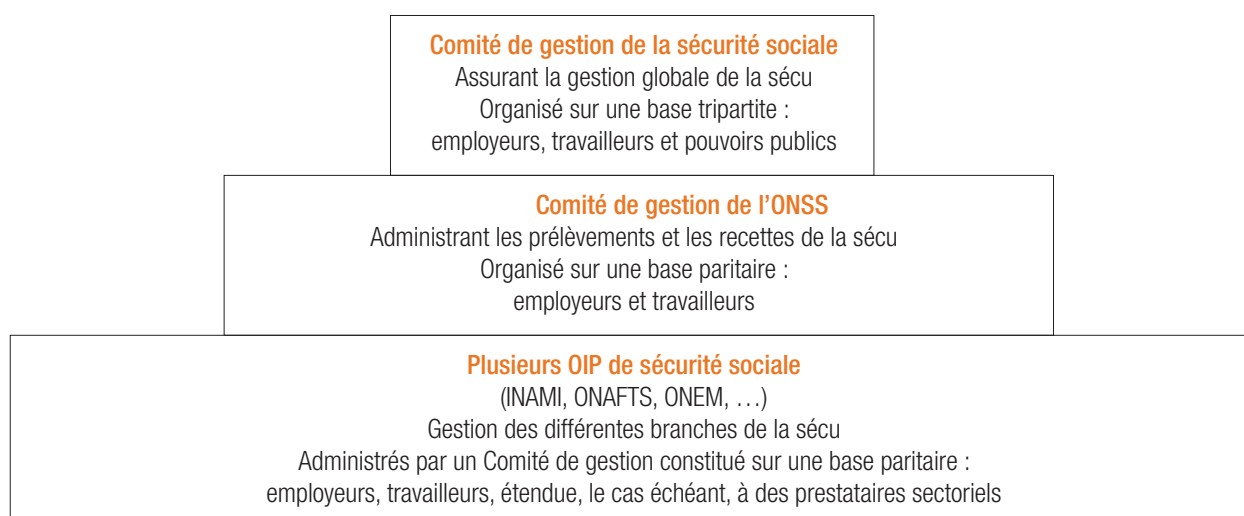 Comité de gestion de la sécurité sociale
Assurant la gestion globale de la sécu
Organisé sur une base tripartite :
employeurs, travailleurs et pouvoirs publics
Comité de gestion de l'ONSS
Administrant les prélèvements et les recettes de la sécu
Organisé sur une base paritaire :
employeurs et travailleurs
Plusieurs OIP de sécurité sociale
(INAMI, ONAFTS, ONEM, …)
Gestion des différentes branches de la sécu
Administrés par un Comité de gestion constitué sur une base paritaire :
employeurs, travailleurs, étendue, le cas échéant, à des prestataires sectoriels